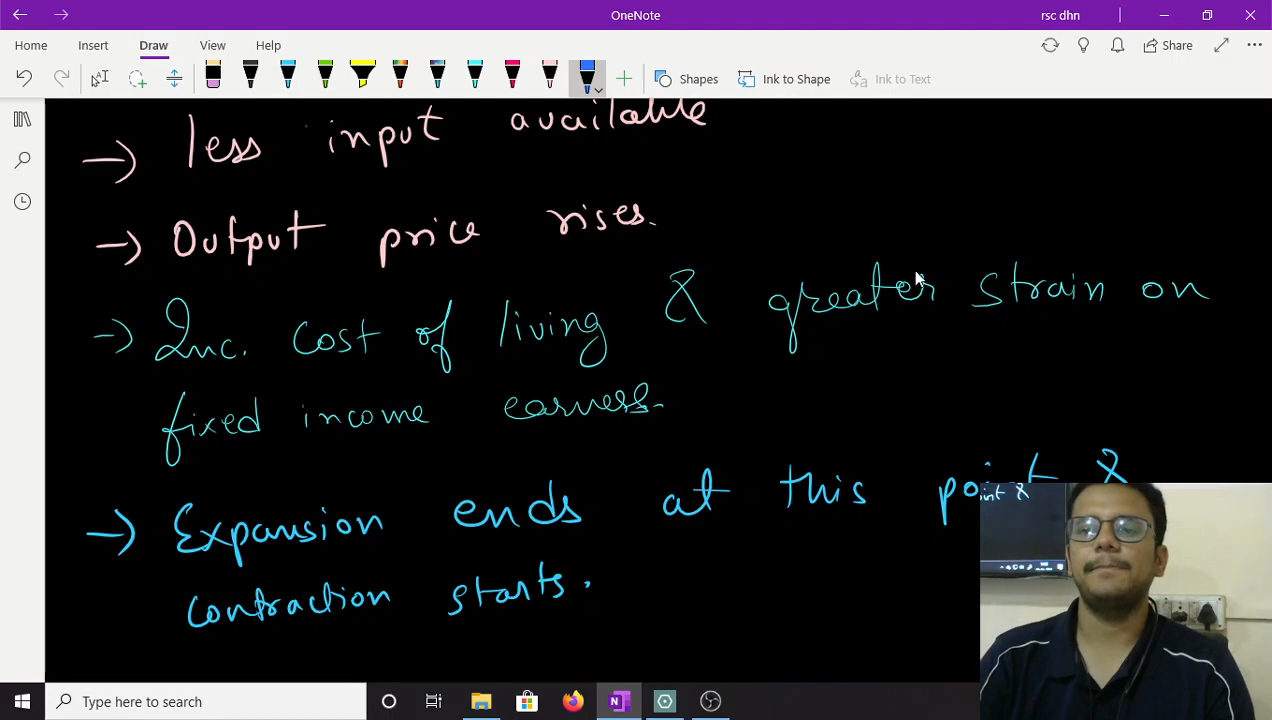 OneNote
rsc dhn
Home Insert Draw View Help
Share
Shapes
Ink to Shape
Ink to Text
→ less input available
→ Output price rises.
→ Inc. cost of living & greater strain on
fixed income earness.
→ Expansion ends at this point &
contraction starts.
Type here to search